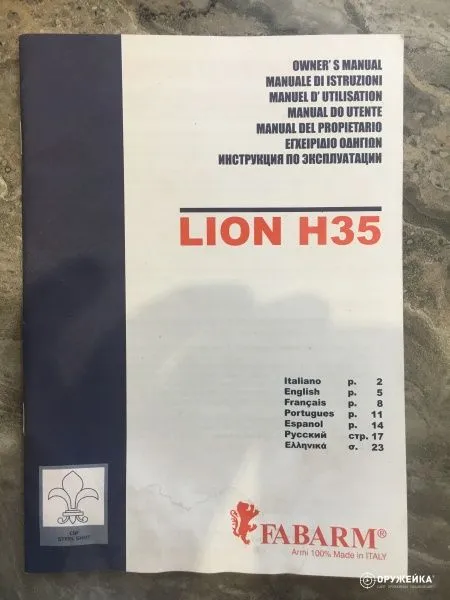 OWNER' S MANUAL
MANUALE DI ISTRUZIONI
MANUEL D' UTILISATION
MANUAL DO UTENTE
MANUAL DEL PROPIETARIO
ΕΓΧΕΙΡΙΔΙΟ ΟΔΗΓΙΩΝ
ИНСТРУКЦИЯ ПО ЭКСПЛУАТАЦИИ
LION H35
Italiano p. 2
English p. 5
Français p. 8
Portugues p. 11
Espanol p. 14
Русский стр. 17
Ελληνικά σ. 23
CIP
STEEL SHOT
FABARM®
Armi 100% Made in ITALY
ОРУЖЕЙКА